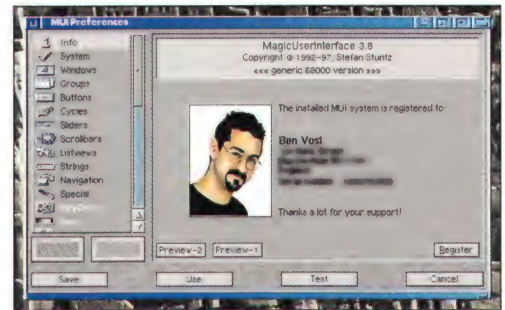 MUI Preferences
Info
System
Windows
Groups
Buttons
Cycles
Sliders
Scrollbars
Listviews
Strings
Navigation
Special
MagicUserInterface 3.8
Copyright © 1992-97, Stefan Stuntz
««« generic 68000 version »»»
The installed MUI system is registered to:
Ben Vost
Thanks a lot for your support!
Preview-2 Preview-1 Register
Save Use Test Cancel